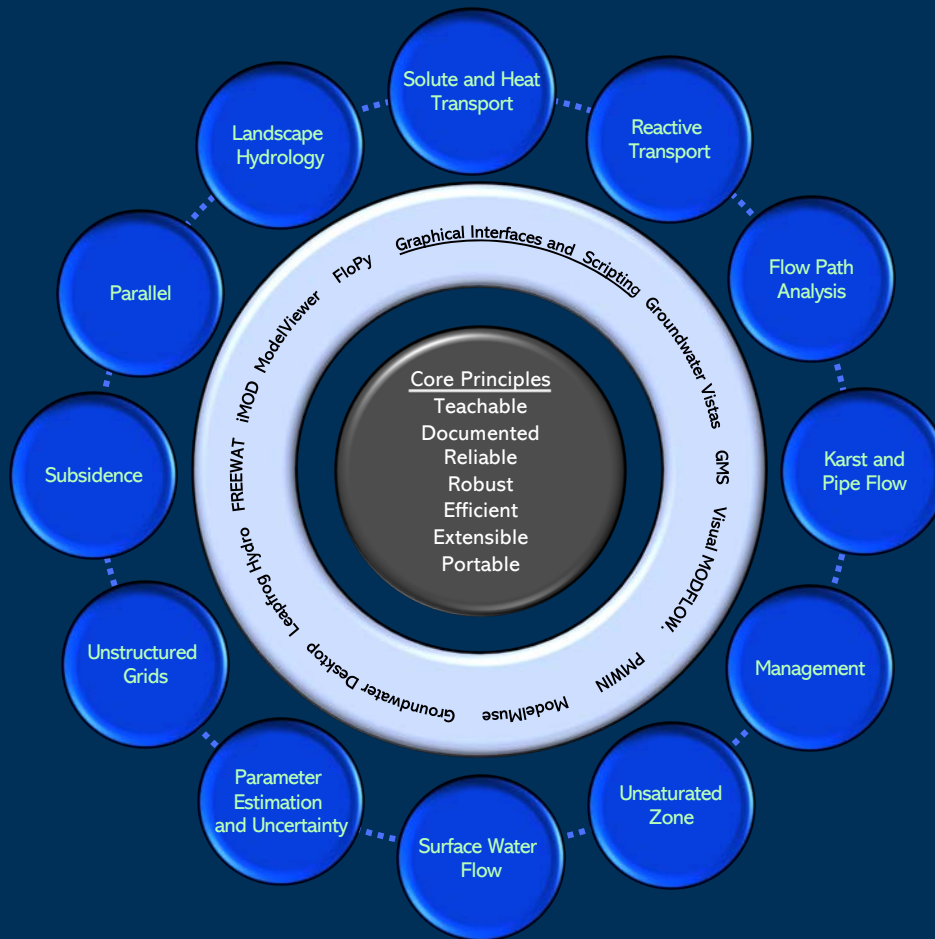 Solute and Heat
Transport
Reactive
Transport
Flow Path
Analysis
Karst and
Pipe Flow
Management
Unsaturated
Zone
Surface Water
Flow
Parameter
Estimation
and Uncertainty
Unstructured
Grids
Subsidence
Parallel
Landscape
Hydrology
Graphical Interfaces and Scripting
Groundwater Vistas
GMS
Visual MODFLOW.
PMWIN
ModelMuse
Groundwater Desktop
Leapfrog Hydro
FREEWAT
iMOD
ModelViewer
FloPy
Core Principles
Teachable
Documented
Reliable
Robust
Efficient
Extensible
Portable